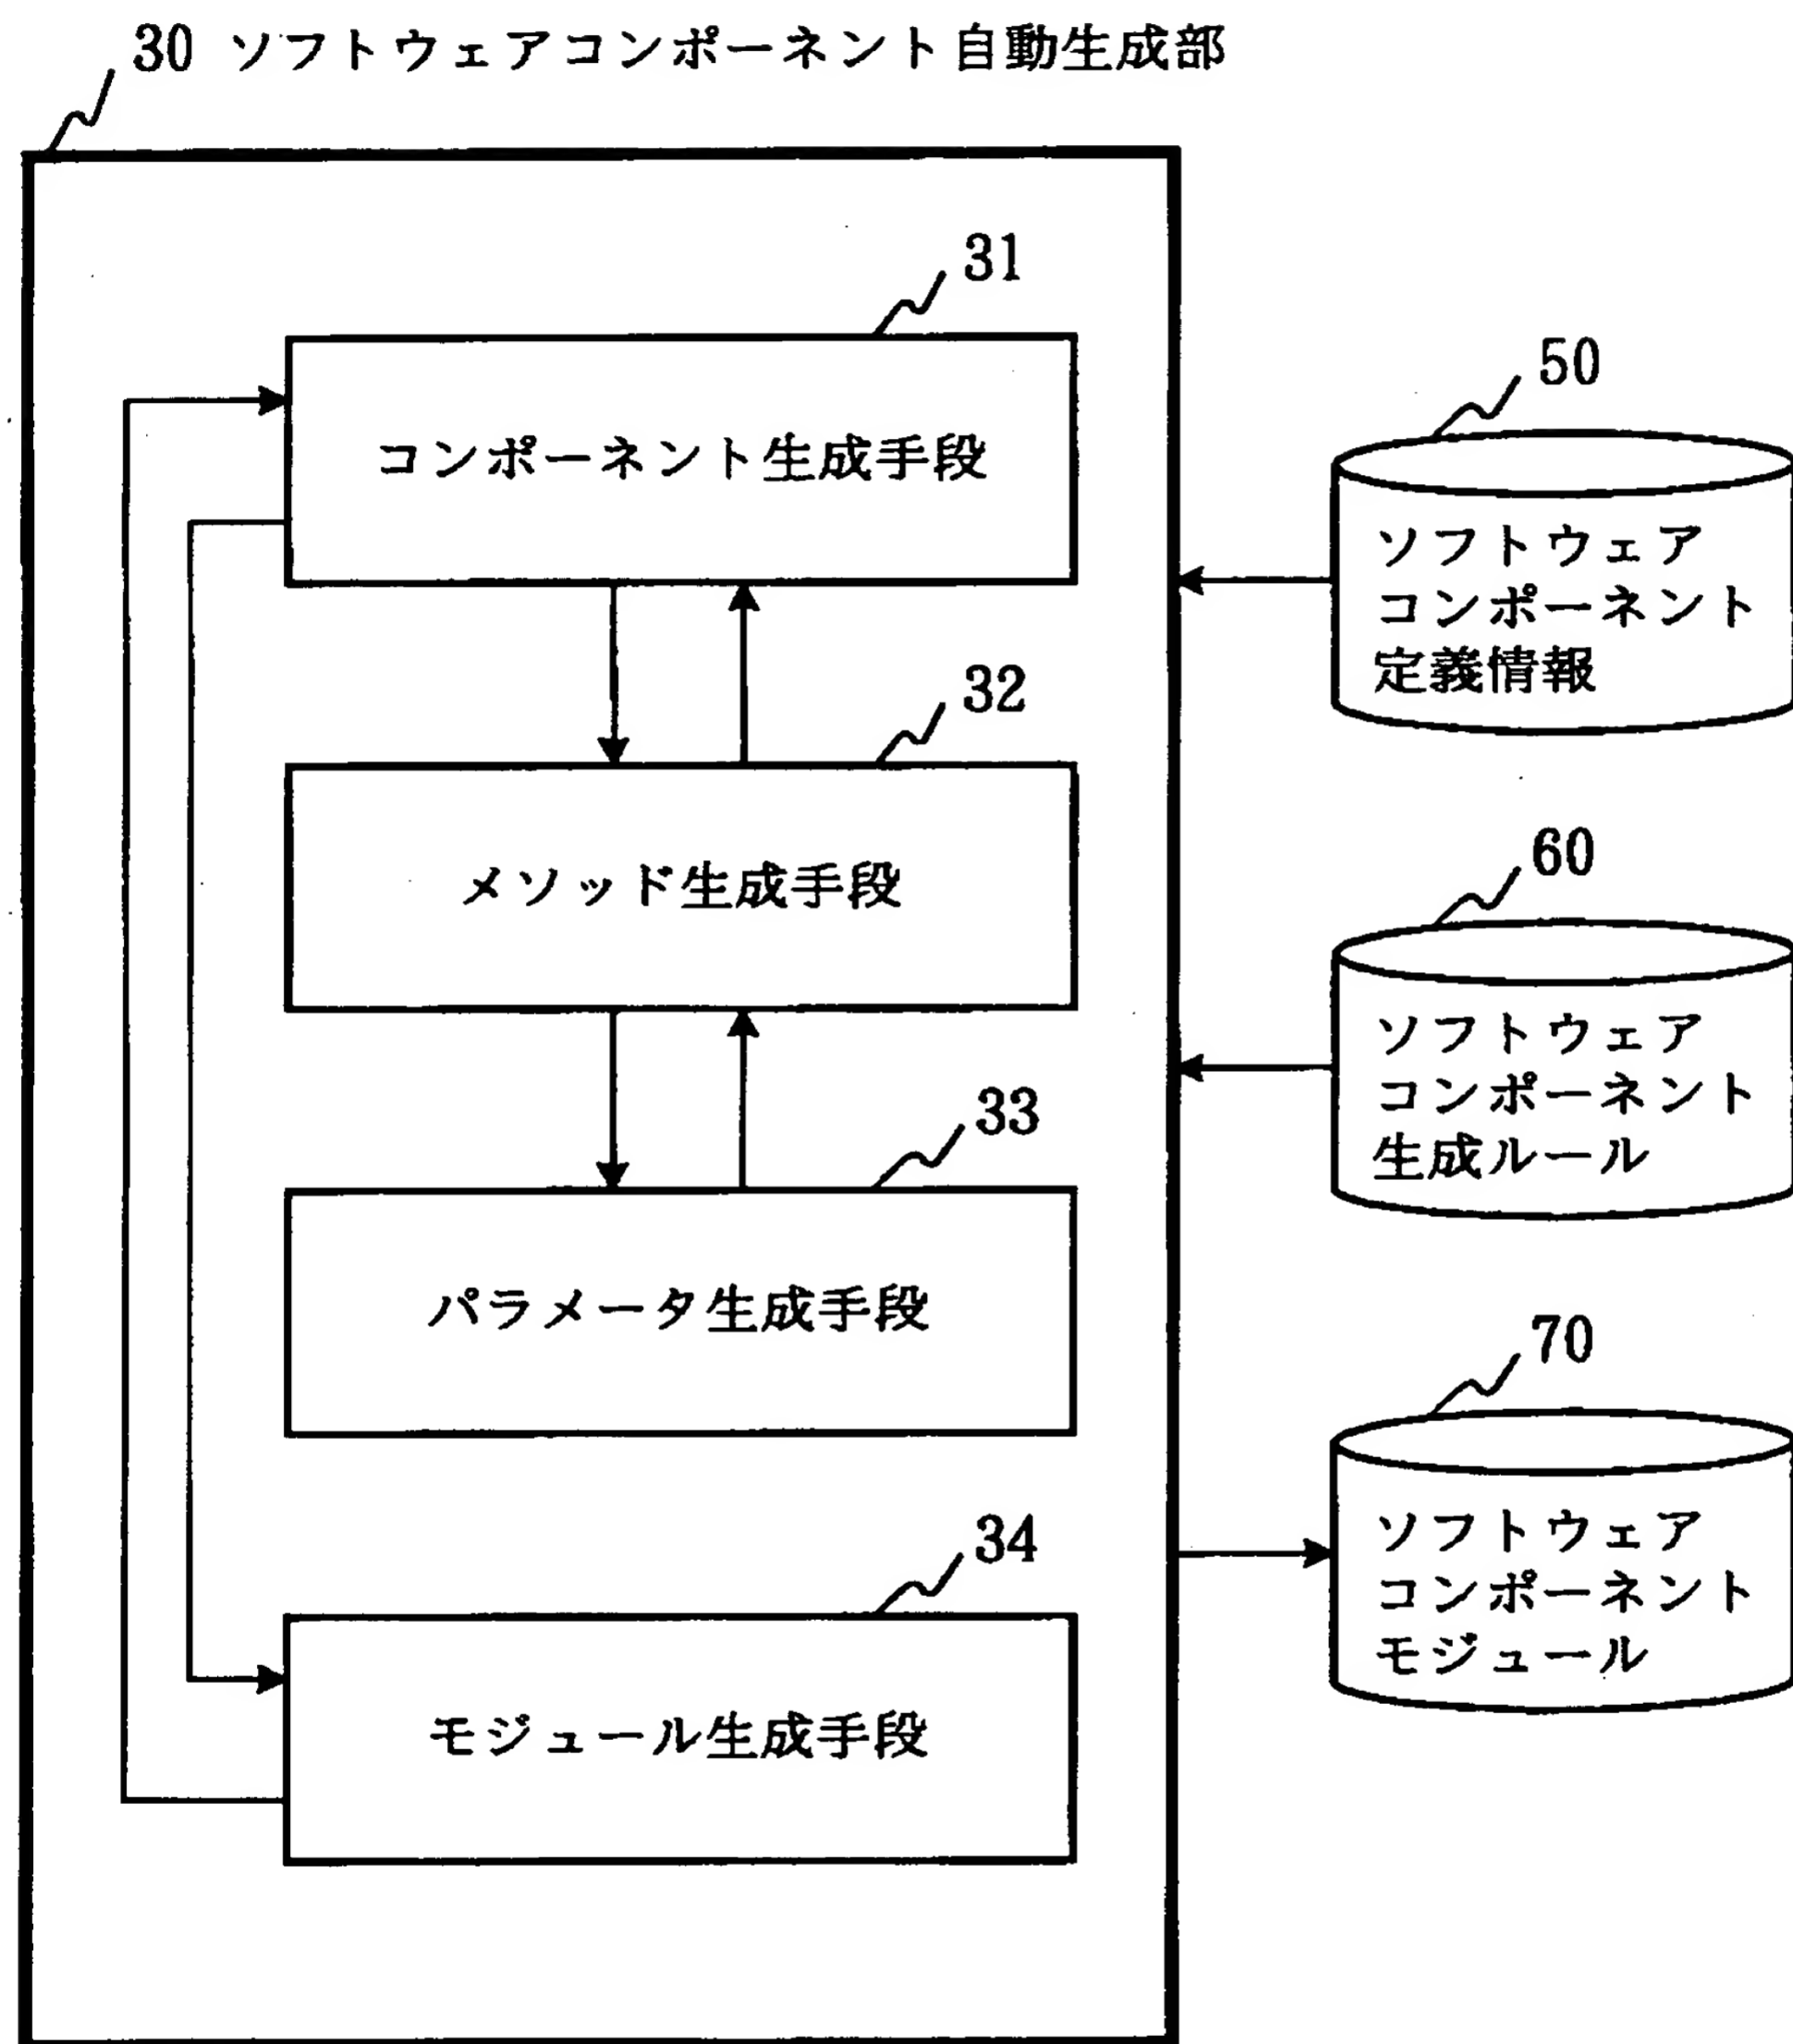 30 ソフトウェアコンポーネント自動生成部
31
コンポーネント生成手段
32
メソッド生成手段
33
パラメータ生成手段
34
モジュール生成手段
50
ソフトウェア
コンポーネント
定義情報
60
ソフトウェア
コンポーネント
生成ルール
70
ソフトウェア
コンポーネント
モジュール